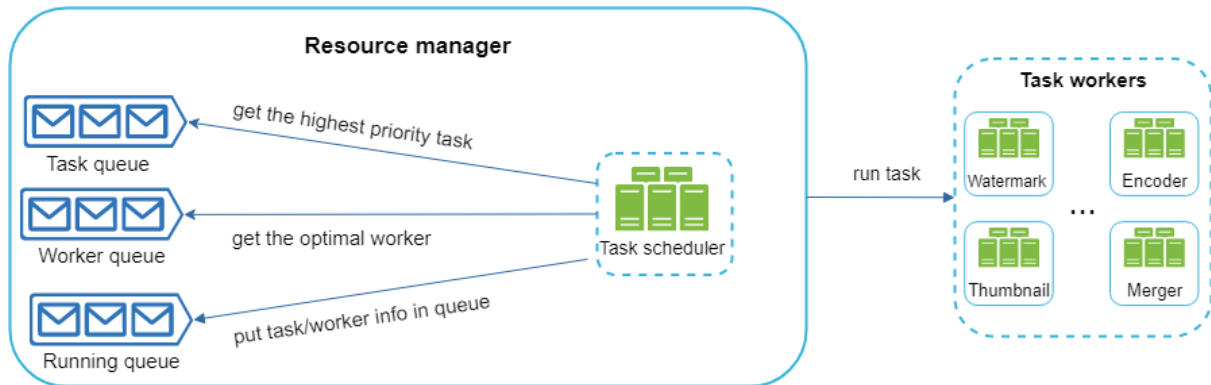 Resource manager
get the highest priority task
Task queue
get the optimal worker
Worker queue
put task/worker info in queue
Running queue
Task scheduler
run task
Task workers
Watermark
Encoder
...
Thumbnail
Merger